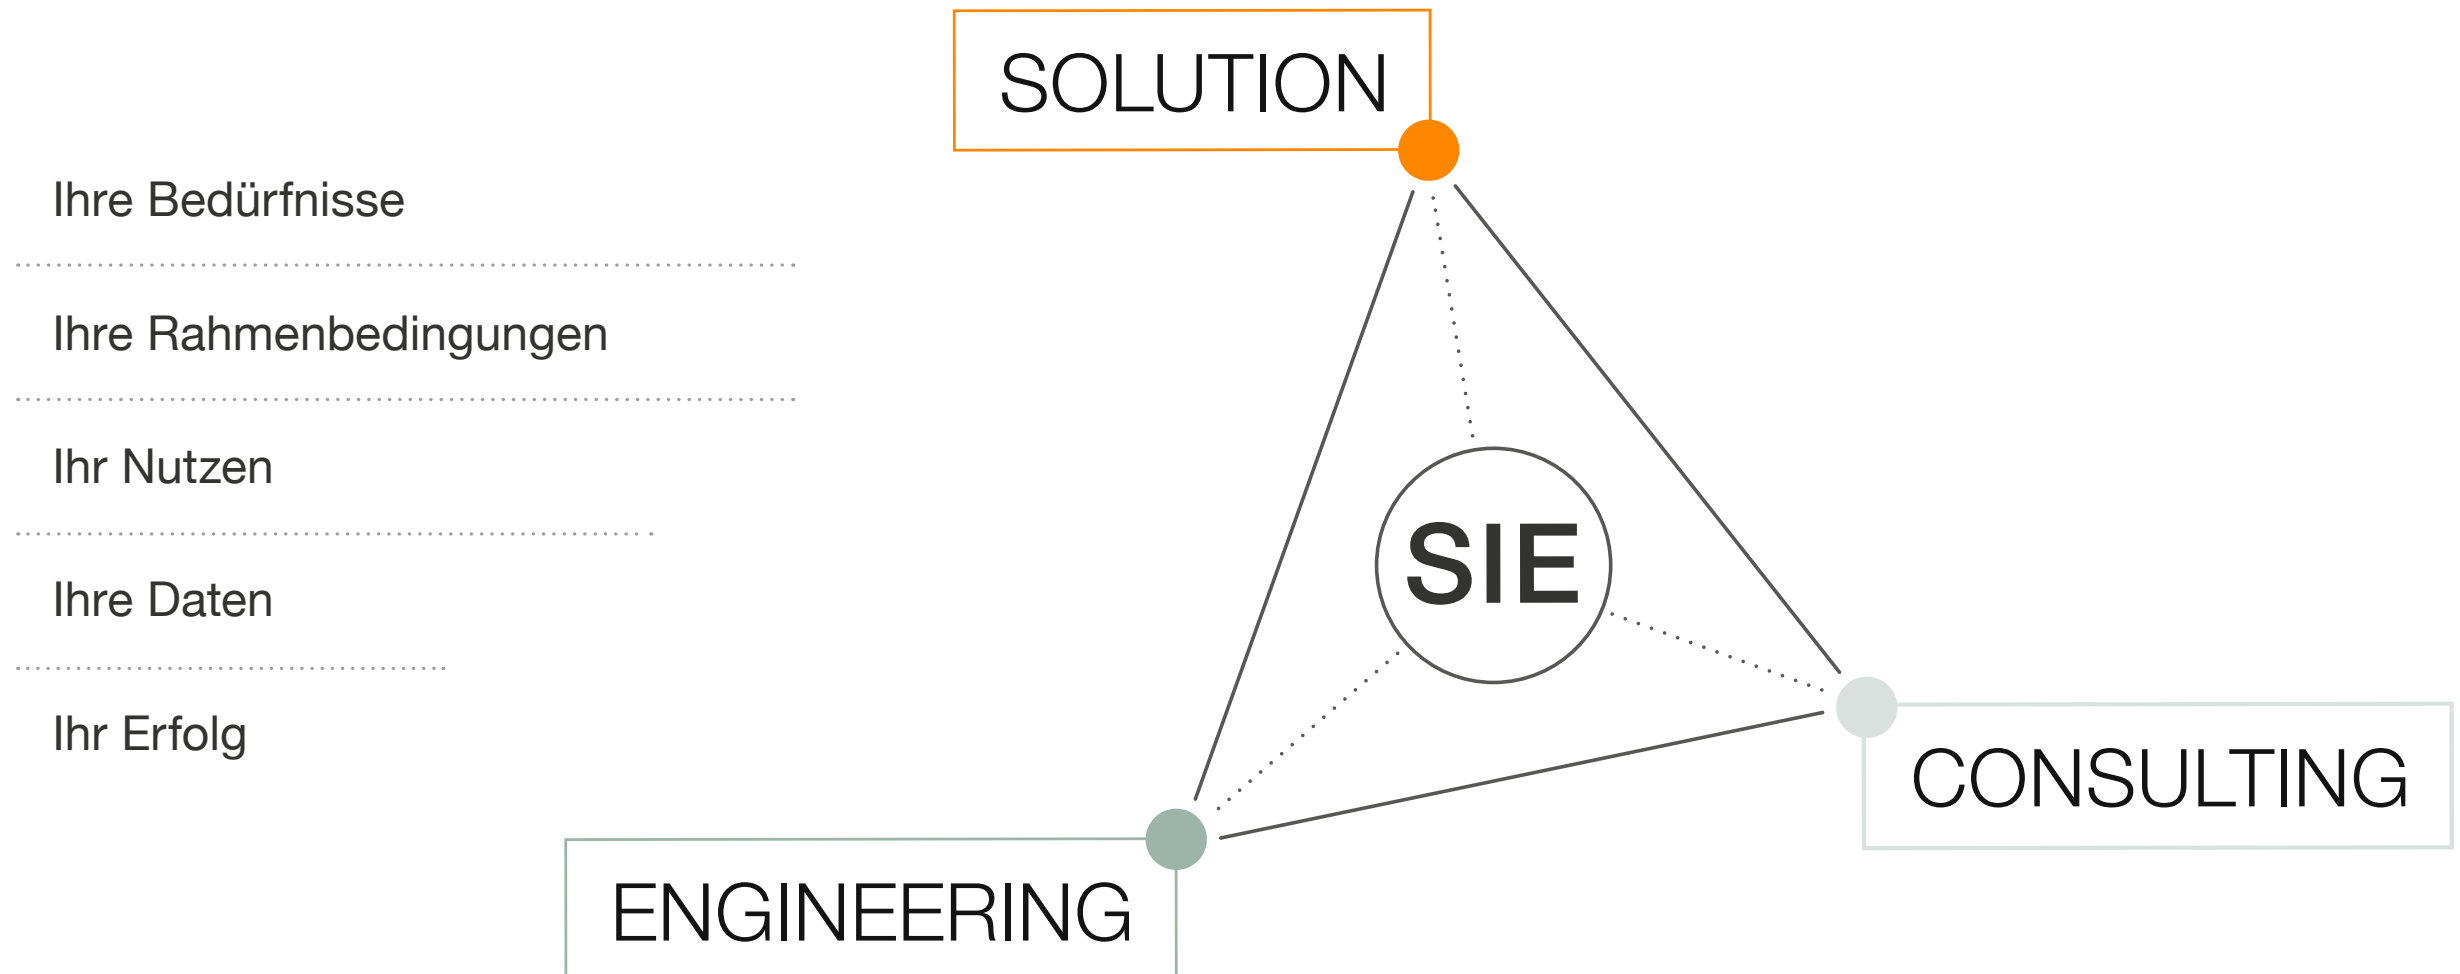 SOLUTION
Ihre Bedürfnisse
Ihre Rahmenbedingungen
Ihr Nutzen
SIE
Ihre Daten
Ihr Erfolg
CONSULTING
ENGINEERING